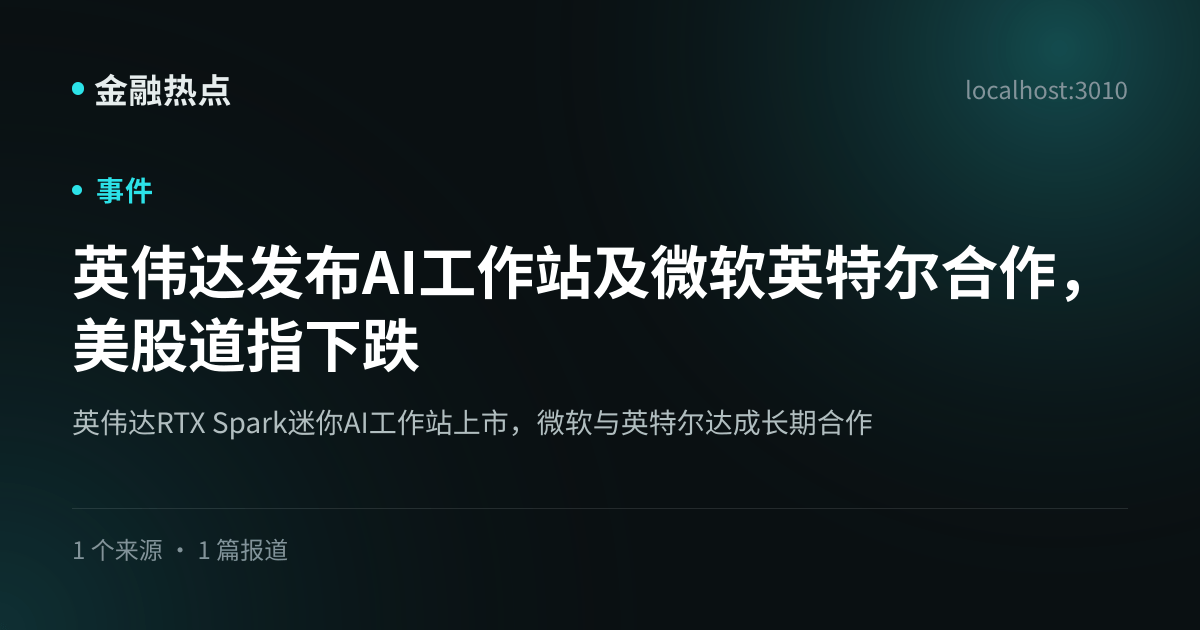 金融热点
localhost:3010
事件
英伟达发布AI工作站及微软英特尔合作，
美股道指下跌
英伟达RTX Spark迷你AI工作站上市，微软与英特尔达成长期合作
1 个来源 · 1 篇报道